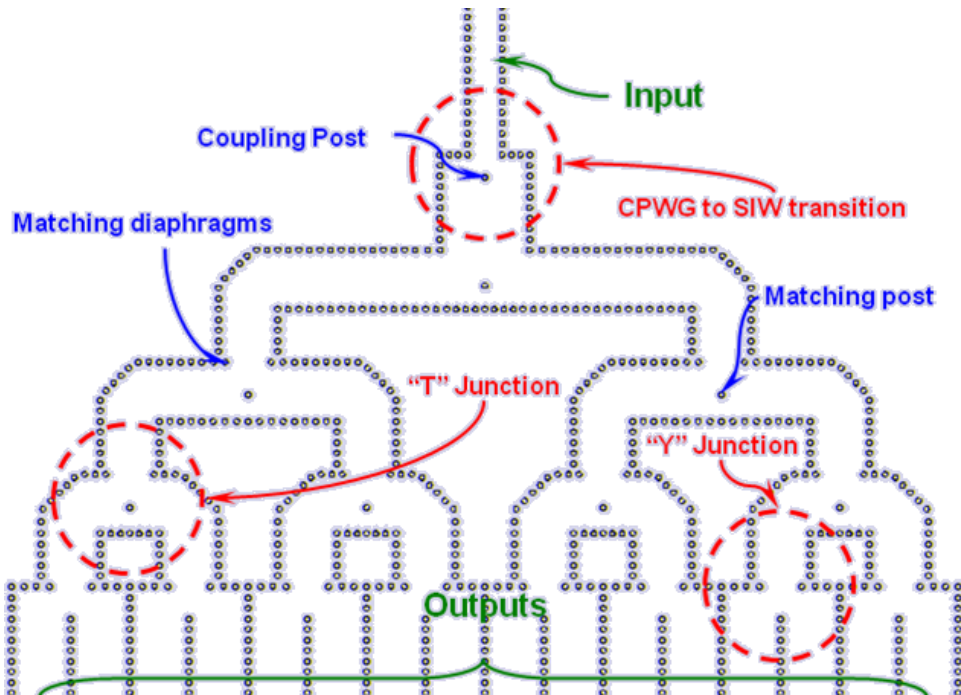 Input
Coupling Post
CPWG to SIW transition
Matching diaphragms
Matching post
“T” Junction
“Y” Junction
Outputs